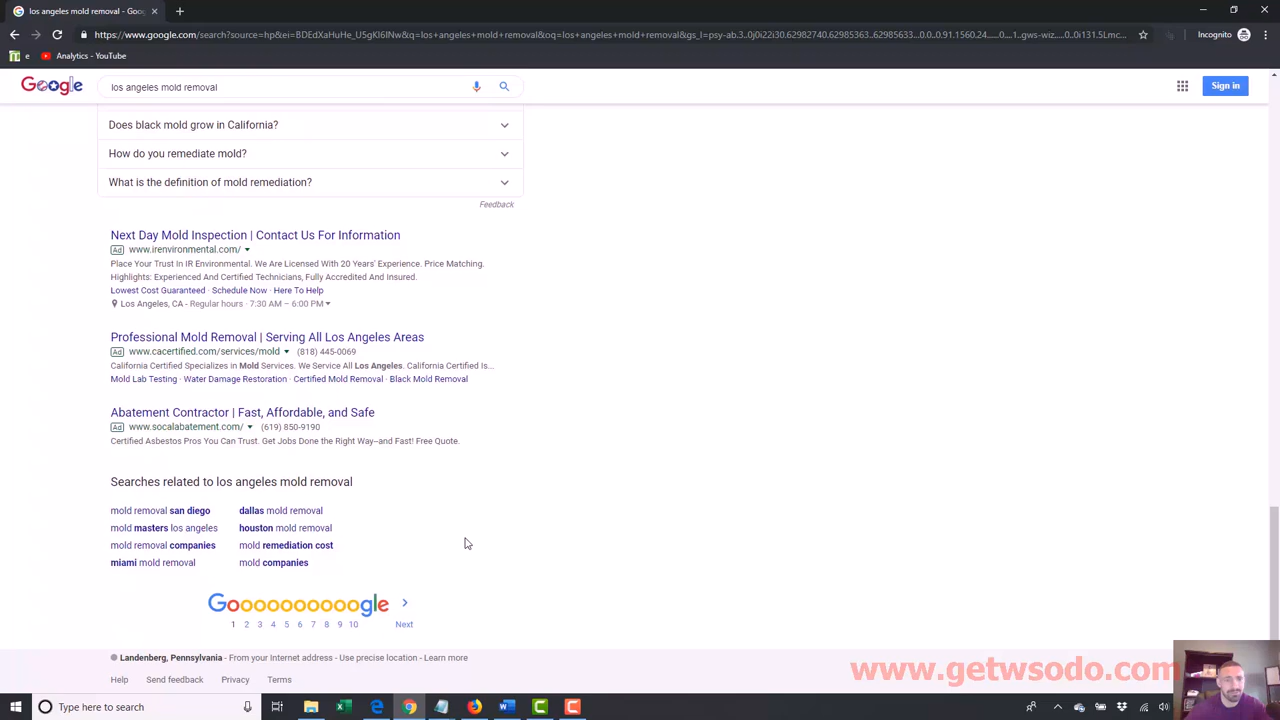 los angeles mold removal - Goo
https://www.google.com/search?source=hp&ei=BDEdXaHuHe_U5gKI6INw&q=los+angeles+mold+removal&oq=los+angeles+mold+removal&gs_l=psy-ab.3..0j0i22i30.62982740.62985363..62985601...0.0..0.91.1560.24......0....1..gws-wiz.....0..0i131.5Lmc...
Incognito
Analytics - YouTube
Google
los angeles mold removal
Sign in
Does black mold grow in California?
How do you remediate mold?
What is the definition of mold remediation?
Feedback
Next Day Mold Inspection | Contact Us For Information
Ad www.irenvironmental.com/
Place Your Trust In IR Environmental. We Are Licensed With 20 Years' Experience. Price Matching.
Highlights: Experienced And Certified Technicians, Fully Accredited And Insured.
Lowest Cost Guaranteed · Schedule Now · Here To Help
Los Angeles, CA - Regular hours · 7:30 AM – 6:00 PM
Professional Mold Removal | Serving All Los Angeles Areas
Ad www.cacertified.com/services/mold (818) 445-0069
California Certified Specializes in Mold Services. We Service All Los Angeles. California Certified Is...
Mold Lab Testing · Water Damage Restoration · Certified Mold Removal · Black Mold Removal
Abatement Contractor | Fast, Affordable, and Safe
Ad www.socalabatement.com/ (619) 850-9190
Certified Asbestos Pros You Can Trust. Get Jobs Done the Right Way–and Fast! Free Quote.
Searches related to los angeles mold removal
mold removal san diego
dallas mold removal
mold masters los angeles
houston mold removal
mold removal companies
mold remediation cost
miami mold removal
mold companies
Goooooooooogle
1 2 3 4 5 6 7 8 9 10 Next
Landenberg, Pennsylvania - From your Internet address - Use precise location - Learn more
www.getwsodo.com
Help Send feedback Privacy Terms
Type here to search